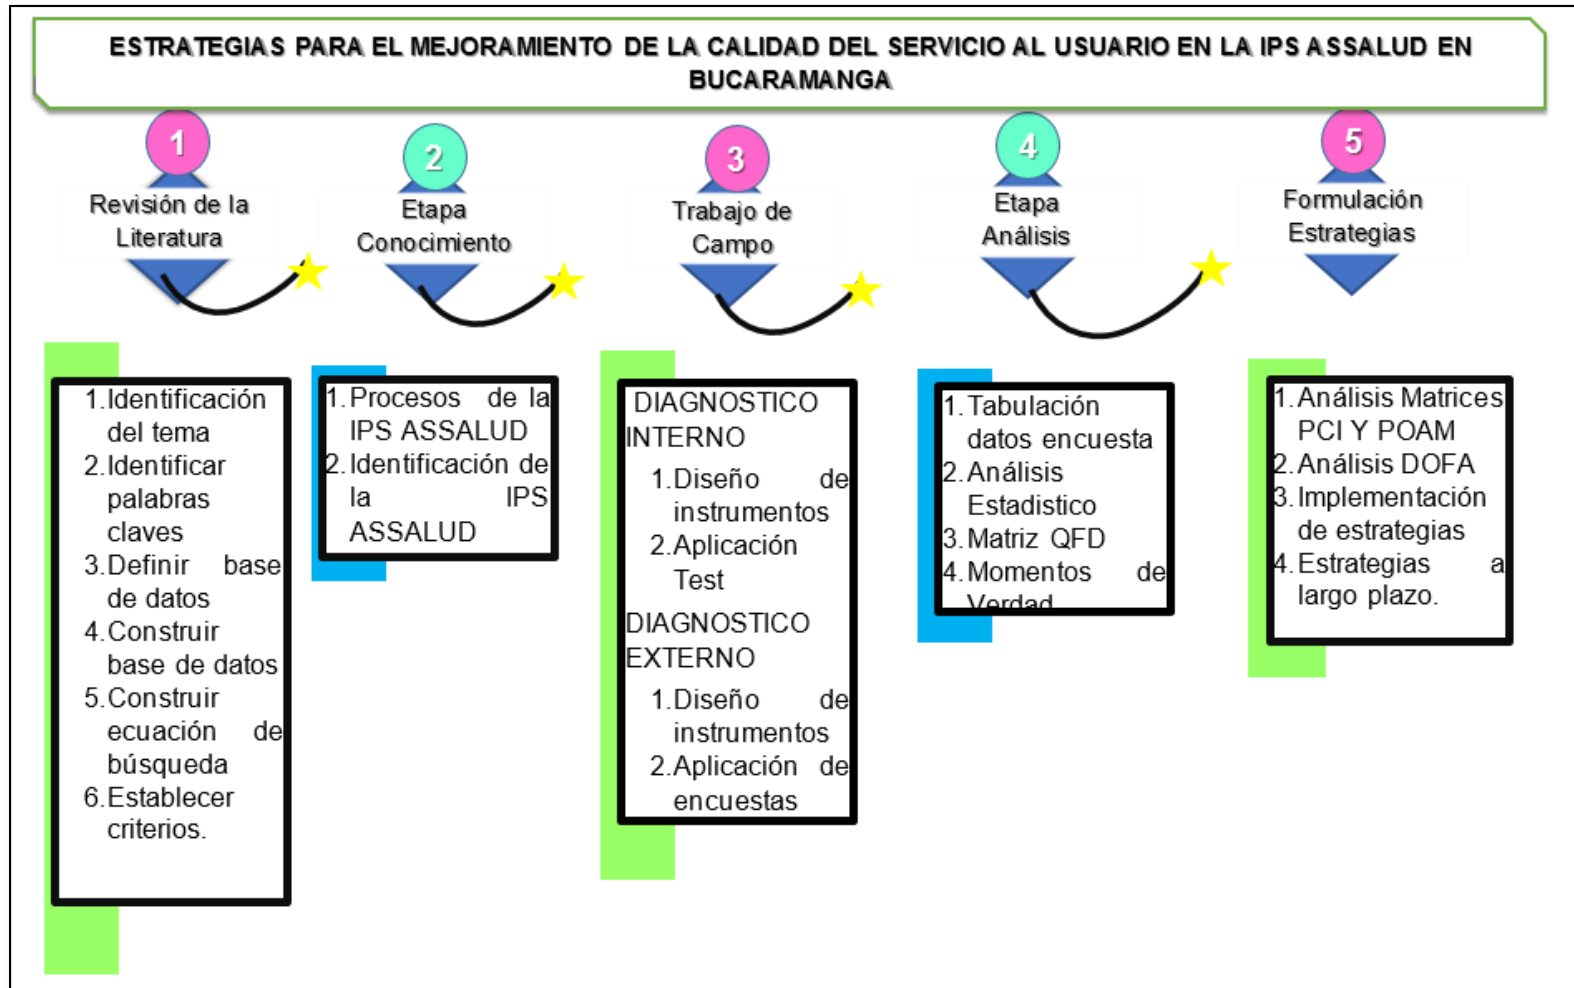 ESTRATEGIAS PARA EL MEJORAMIENTO DE LA CALIDAD DEL SERVICIO AL USUARIO EN LA IPS ASSALUD EN
BUCARAMANGA
1
Revisión de la
Literatura
2
Etapa
Conocimiento
3
Trabajo de
Campo
4
Etapa
Análisis
5
Formulación
Estrategias
1.Identificación
del tema
2.Identificar
palabras
claves
3.Definir base
de datos
4.Construir
base de datos
5.Construir
ecuación de
búsqueda
6.Establecer
criterios.
1.Procesos de la
IPS ASSALUD
2.Identificación de
la IPS
ASSALUD
DIAGNOSTICO
INTERNO
1.Diseño de
instrumentos
2.Aplicación
Test
DIAGNOSTICO
EXTERNO
1.Diseño de
instrumentos
2.Aplicación de
encuestas
1.Tabulación
datos encuesta
2.Análisis
Estadistico
3.Matriz QFD
4.Momentos de
Verdad
1.Análisis Matrices
PCI Y POAM
2.Análisis DOFA
3.Implementación
de estrategias
4.Estrategias a
largo plazo.